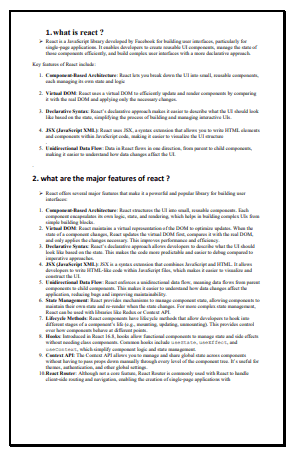 1. what is react ?
➢ React is a JavaScript library developed by Facebook for building user interfaces, particularly for
single-page applications. It enables developers to create reusable UI components, manage the state of
those components efficiently, and build complex user interfaces with a more declarative approach.
Key features of React include:
1. Component-Based Architecture: React lets you break down the UI into small, reusable components,
each managing its own state and logic
2. Virtual DOM: React uses a virtual DOM to efficiently update and render components by comparing
it with the real DOM and applying only the necessary changes.
3. Declarative Syntax: React's declarative approach makes it easier to describe what the UI should look
like based on the state, simplifying the process of building and managing interactive UIs.
4. JSX (JavaScript XML): React uses JSX, a syntax extension that allows you to write HTML elements
and components within JavaScript code, making it easier to visualize the UI structure
5. Unidirectional Data Flow: Data in React flows in one direction, from parent to child components,
making it easier to understand how data changes affect the UI.
2. what are the major features of react ?
➢ React offers several major features that make it a powerful and popular library for building user
interfaces:
1. Component-Based Architecture: React structures the UI into small, reusable components. Each
component encapsulates its own logic, state, and rendering, which helps in building complex UIs from
simple building blocks.
2. Virtual DOM: React maintains a virtual representation of the DOM to optimize updates. When the
state of a component changes, React updates the virtual DOM first, compares it with the real DOM,
and only applies the changes necessary. This improves performance and efficiency.
3. Declarative Syntax: React's declarative approach allows developers to describe what the UI should
look like based on the state. This makes the code more predictable and easier to debug compared to
imperative approaches.
4. JSX (JavaScript XML): JSX is a syntax extension that combines JavaScript and HTML. It allows
developers to write HTML-like code within JavaScript files, which makes it easier to visualize and
construct the UI.
5. Unidirectional Data Flow: React enforces a unidirectional data flow, meaning data flows from parent
components to child components. This makes it easier to understand how data changes affect the
application, reducing bugs and improving maintainability.
6. State Management: React provides mechanisms to manage component state, allowing components to
maintain their own state and re-render when the state changes. For more complex state management,
React can be used with libraries like Redux or Context API.
7. Lifecycle Methods: React components have lifecycle methods that allow developers to hook into
different stages of a component's life (e.g., mounting, updating, unmounting). This provides control
over how components behave at different points.
8. Hooks: Introduced in React 16.8, hooks allow functional components to manage state and side effects
without needing class components. Common hooks include useState, useEffect, and
useContext, which simplify component logic and state management.
9. Context API: The Context API allows you to manage and share global state across components
without having to pass props down manually through every level of the component tree. It's useful for
themes, authentication, and other global settings.
10. React Router: Although not a core feature, React Router is commonly used with React to handle
client-side routing and navigation, enabling the creation of single-page applications with